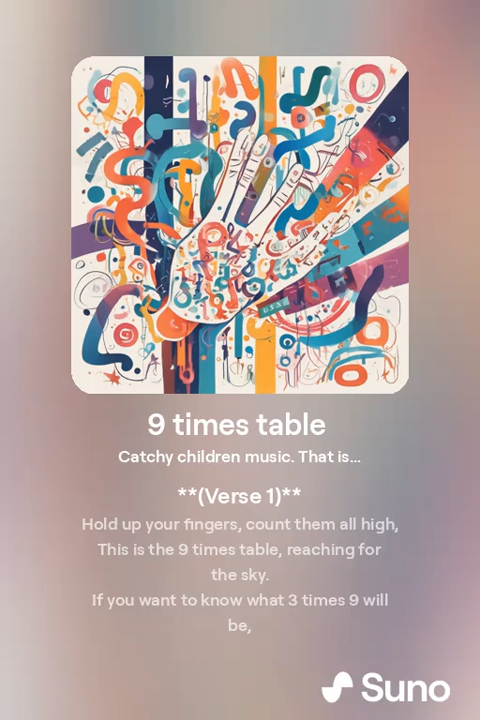 9 times table
Catchy children music. That is...
**(Verse 1)**
Hold up your fingers, count them all high,
This is the 9 times table, reaching for
the sky.
If you want to know what 3 times 9 will
be,
Suno